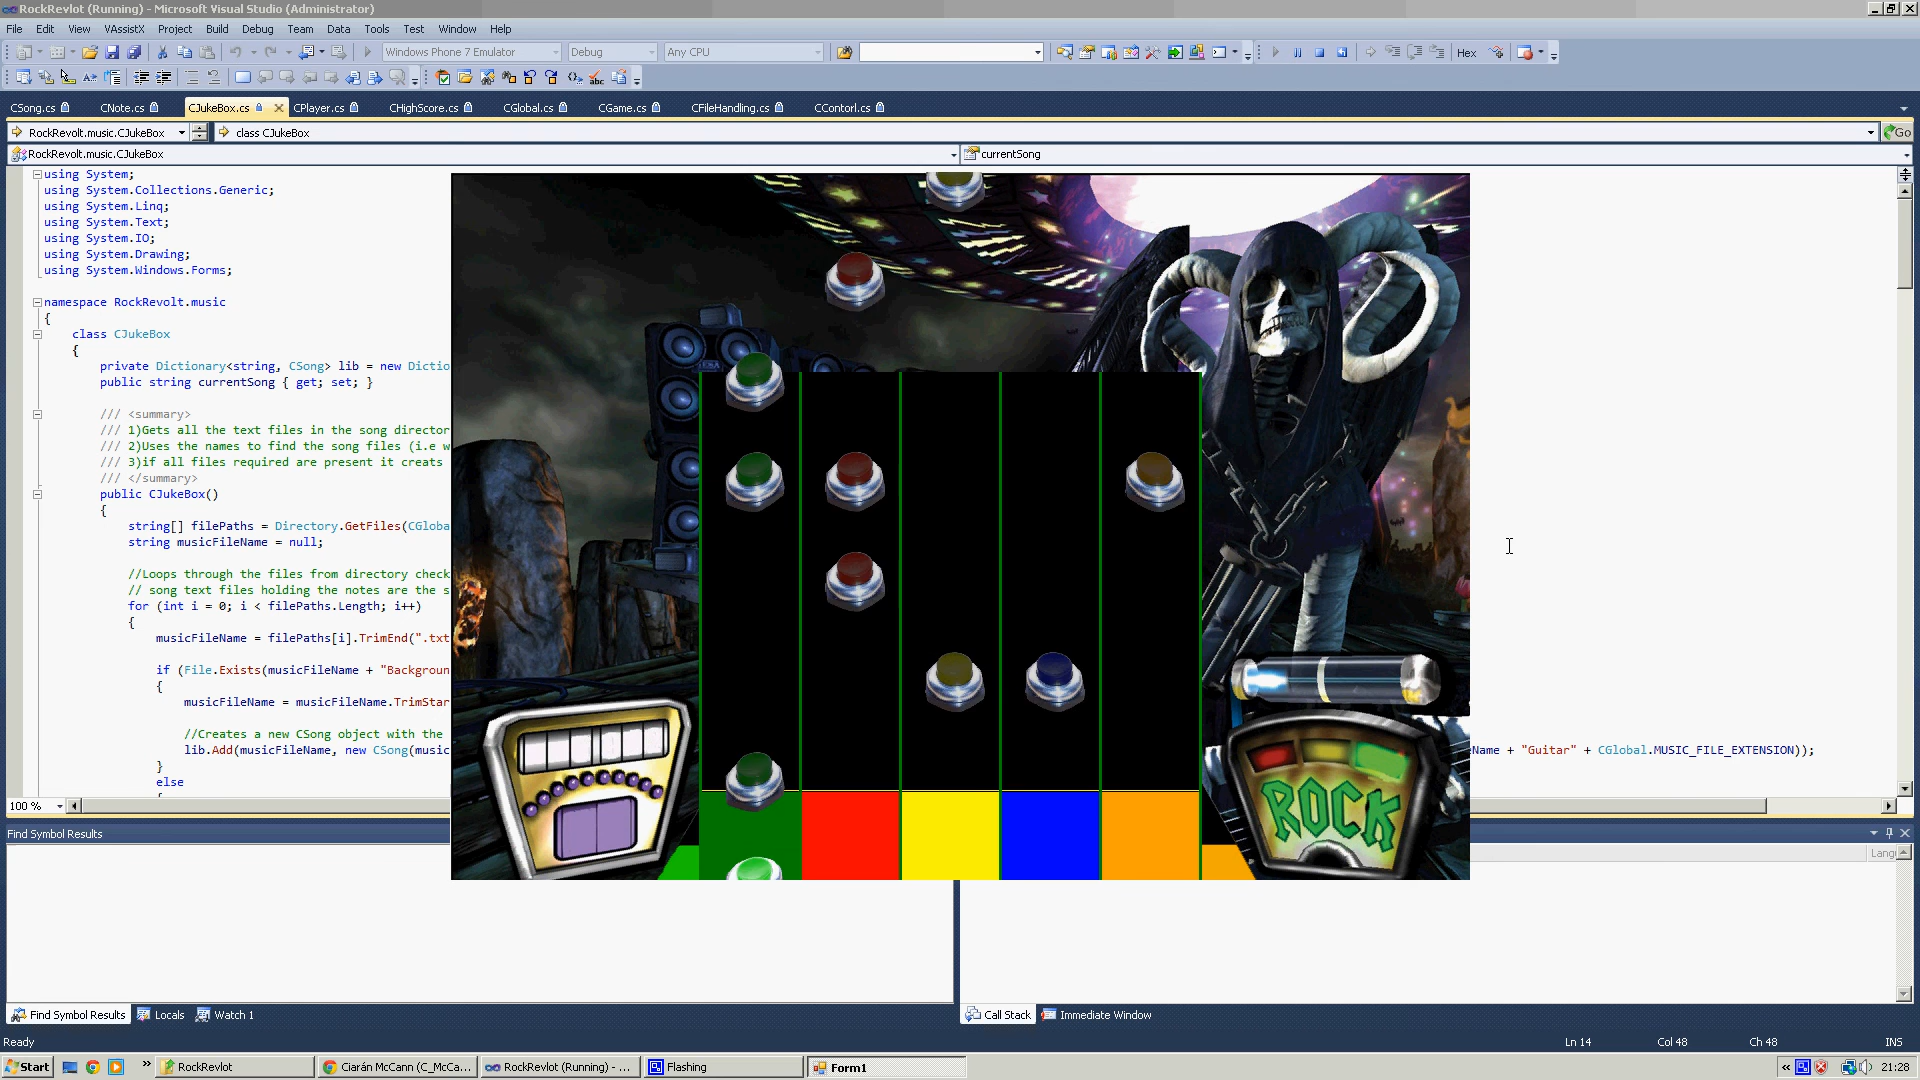 RockRevlot (Running) - Microsoft Visual Studio (Administrator)
File Edit View VAssistX Project Build Debug Team Data Tools Test Window Help
Windows Phone 7 Emulator Debug Any CPU Hex
CSong.cs CNote.cs CJukeBox.cs CPlayer.cs CHighScore.cs CGlobal.cs CGame.cs CFileHandling.cs CContorl.cs
RockRevolt.music.CJukeBox class CJukeBox Go
RockRevolt.music.CJukeBox currentSong
using System;
using System.Collections.Generic;
using System.Linq;
using System.Text;
using System.IO;
using System.Drawing;
using System.Windows.Forms;
namespace RockRevolt.music
{
class CJukeBox
{
private Dictionary<string, CSong> lib = new Dictio
public string currentSong { get; set; }
/// <summary>
/// 1)Gets all the text files in the song director
/// 2)Uses the names to find the song files (i.e w
/// 3)if all files required are present it creats
/// </summary>
public CJukeBox()
{
string[] filePaths = Directory.GetFiles(CGloba
string musicFileName = null;
//Loops through the files from directory check
// song text files holding the notes are the s
for (int i = 0; i < filePaths.Length; i++)
{
musicFileName = filePaths[i].TrimEnd(".txt
if (File.Exists(musicFileName + "Backgroun
{
musicFileName = musicFileName.TrimStar
//Creates a new CSong object with the
lib.Add(musicFileName, new CSong(music
eName + "Guitar" + CGlobal.MUSIC_FILE_EXTENSION));
}
else
ROCK
100 %
Find Symbol Results
Lang
Find Symbol Results Locals Watch 1 Call Stack Immediate Window
Ready Ln 14 Col 48 Ch 48 INS
Start RockRevlot Ciarán McCann (C_McCa... RockRevlot (Running) - ... Flashing Form1 21:28